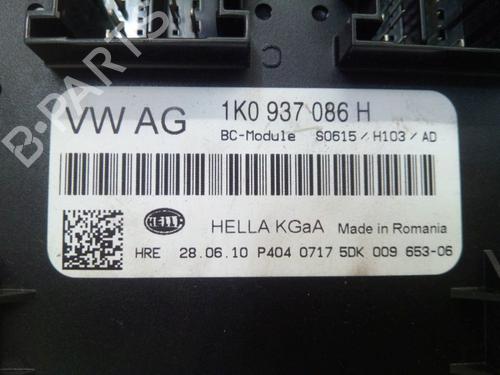 B-PARTS
VW AG 1K0 937 086 H
BC-Module S0615 / H103 / AD
HELLA HELLA KGaA Made in Romania
HRE 28.06.10 P404 0717 5DK 009 653-06